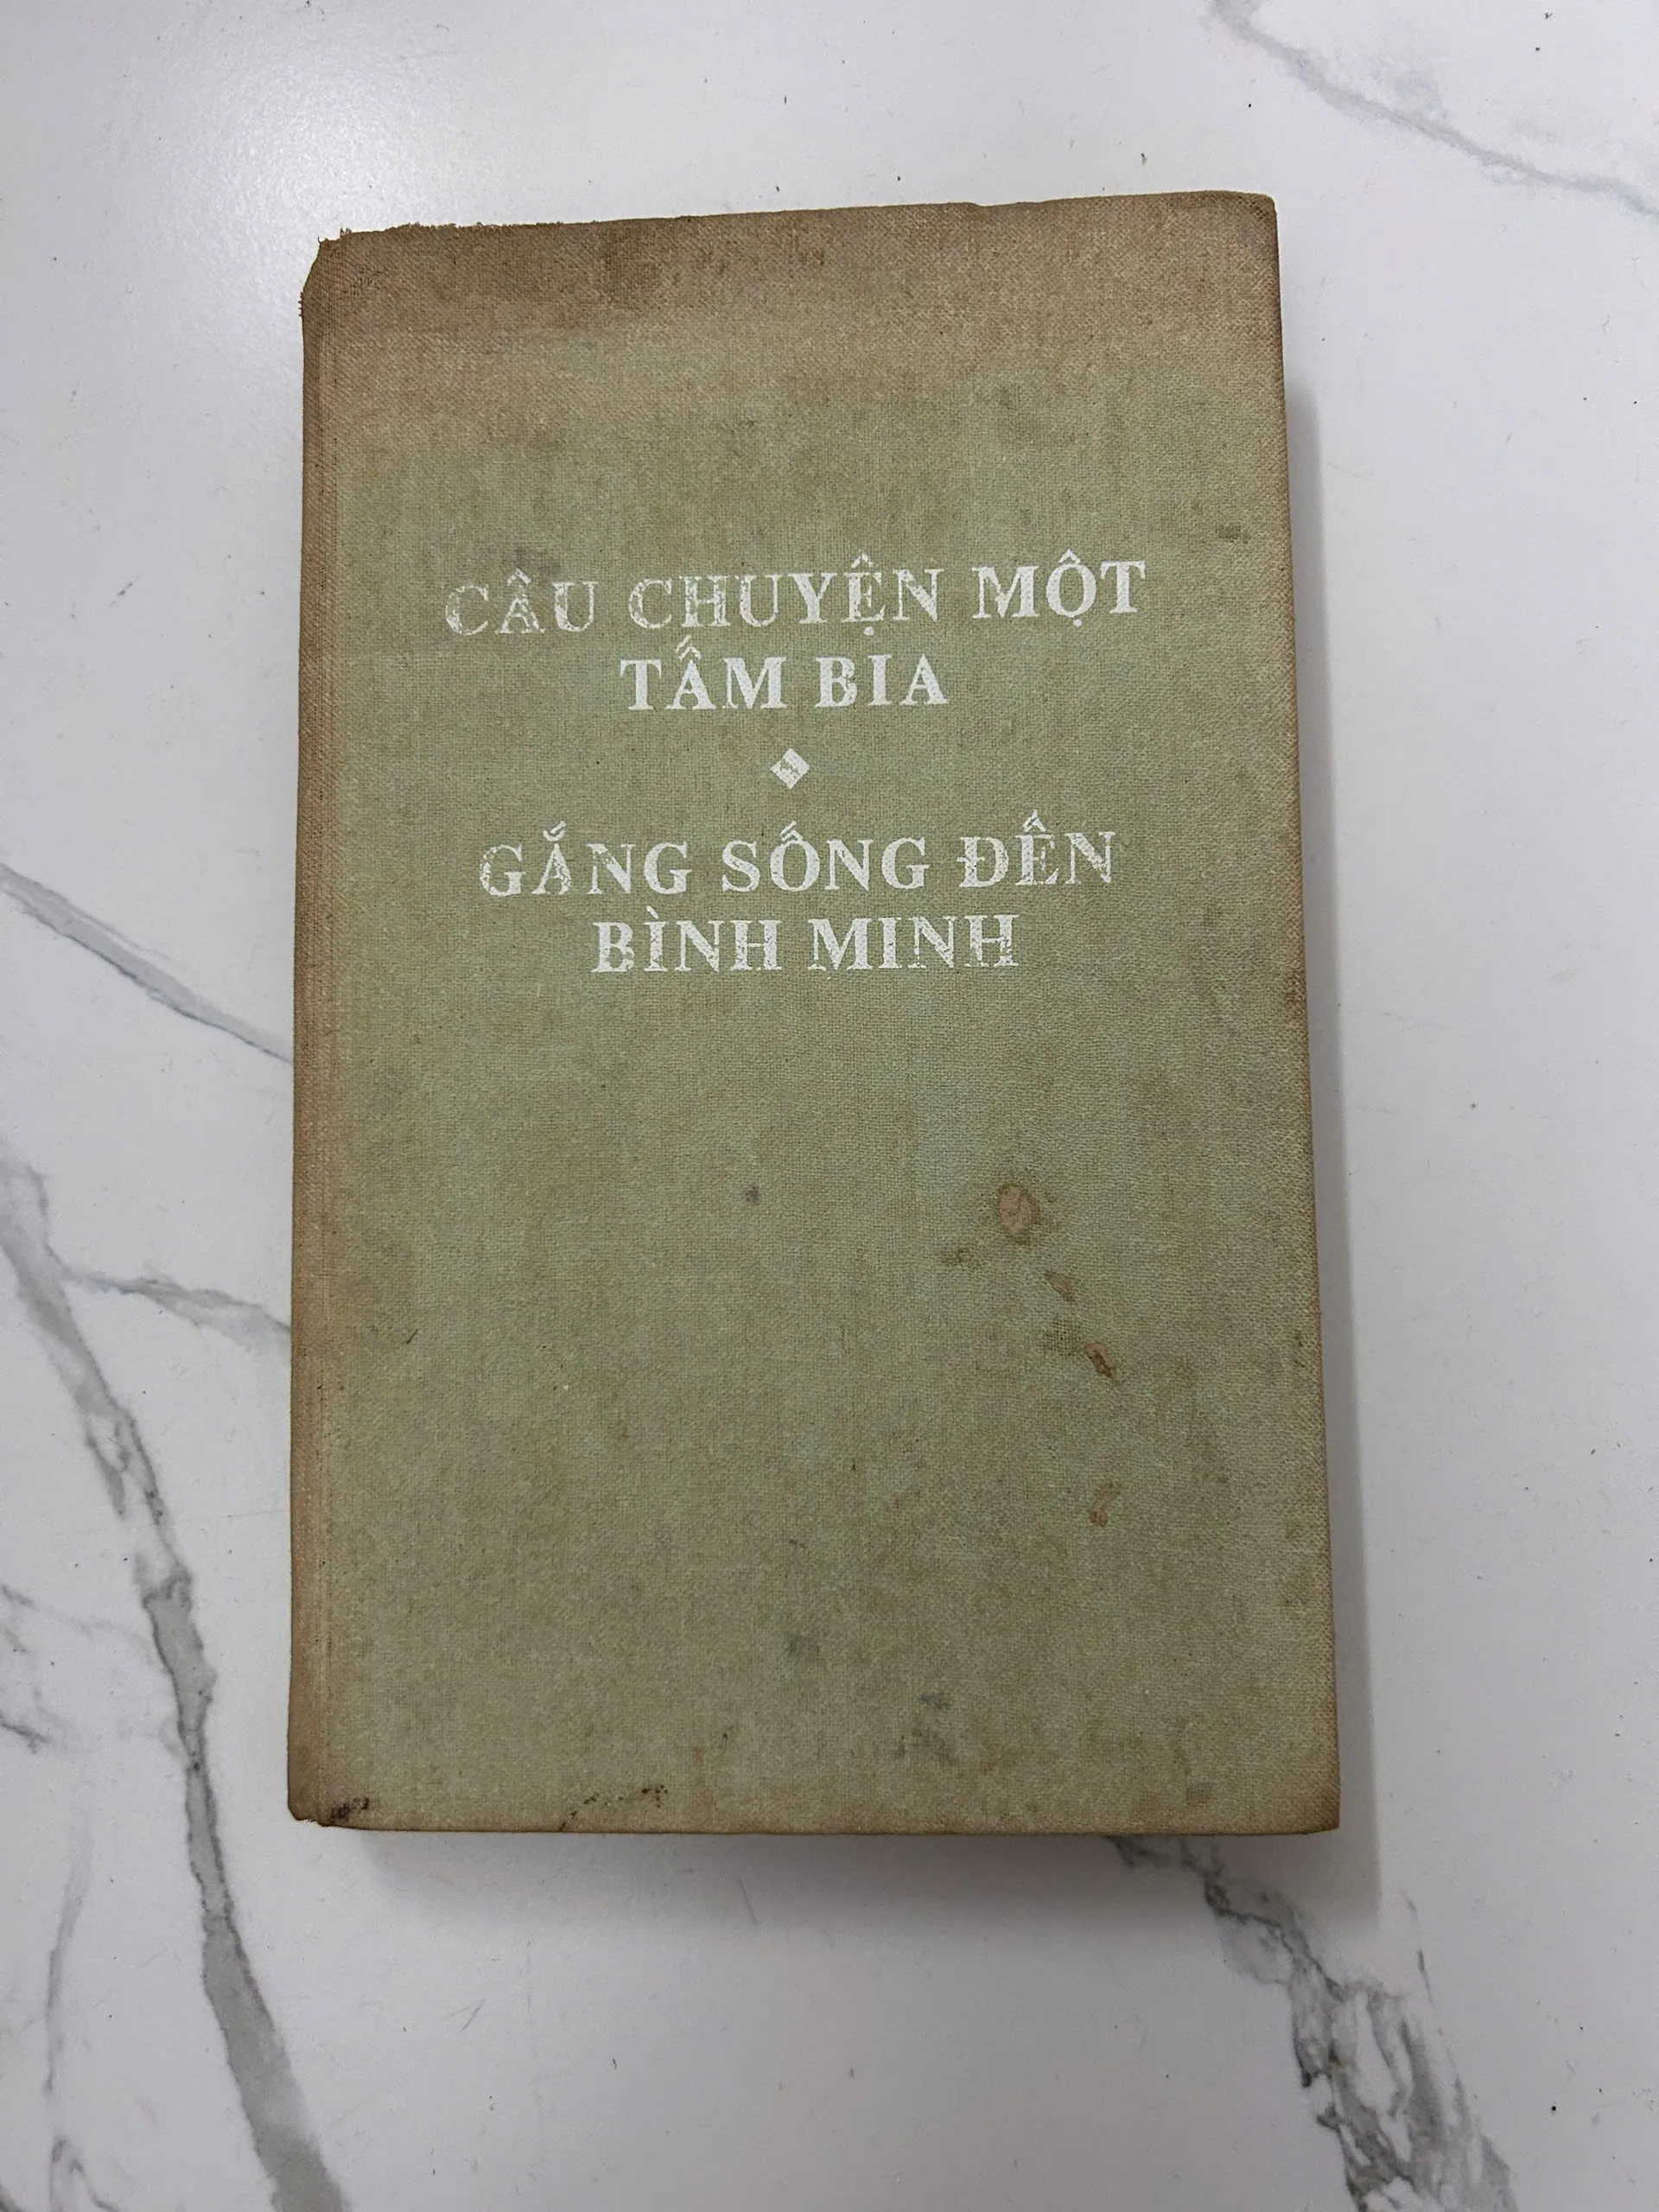 CÂU CHUYỆN MỘT
TẤM BIA
GẮNG SỐNG ĐẾN
BÌNH MINH